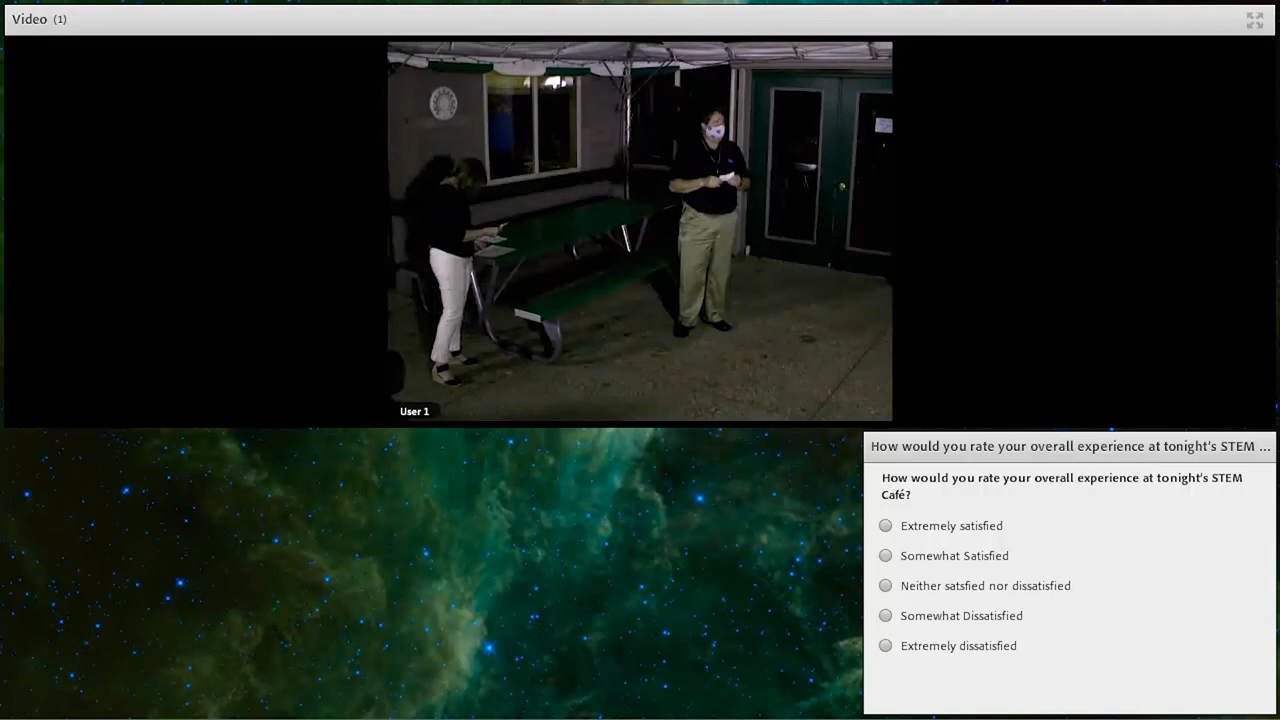 Video (1)
User 1
How would you rate your overall experience at tonight's STEM ...
How would you rate your overall experience at tonight's STEM
Café?
Extremely satisfied
Somewhat Satisfied
Neither satsfied nor dissatisfied
Somewhat Dissatisfied
Extremely dissatisfied